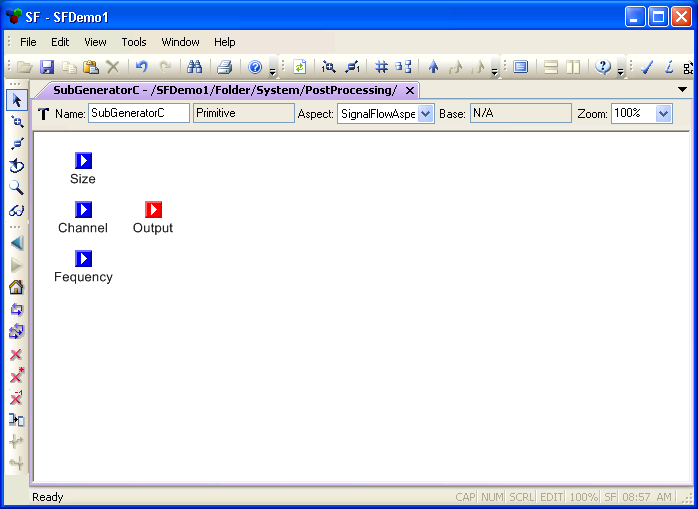 SF - SFDemo1
File Edit View Tools Window Help
SubGeneratorC - /SFDemo1/Folder/System/PostProcessing/
Name: SubGeneratorC Primitive Aspect: SignalFlowAspe Base: N/A Zoom: 100%
Size
Channel Output
Fequency
Ready CAP NUM SCRL EDIT 100% SF 08:57 AM